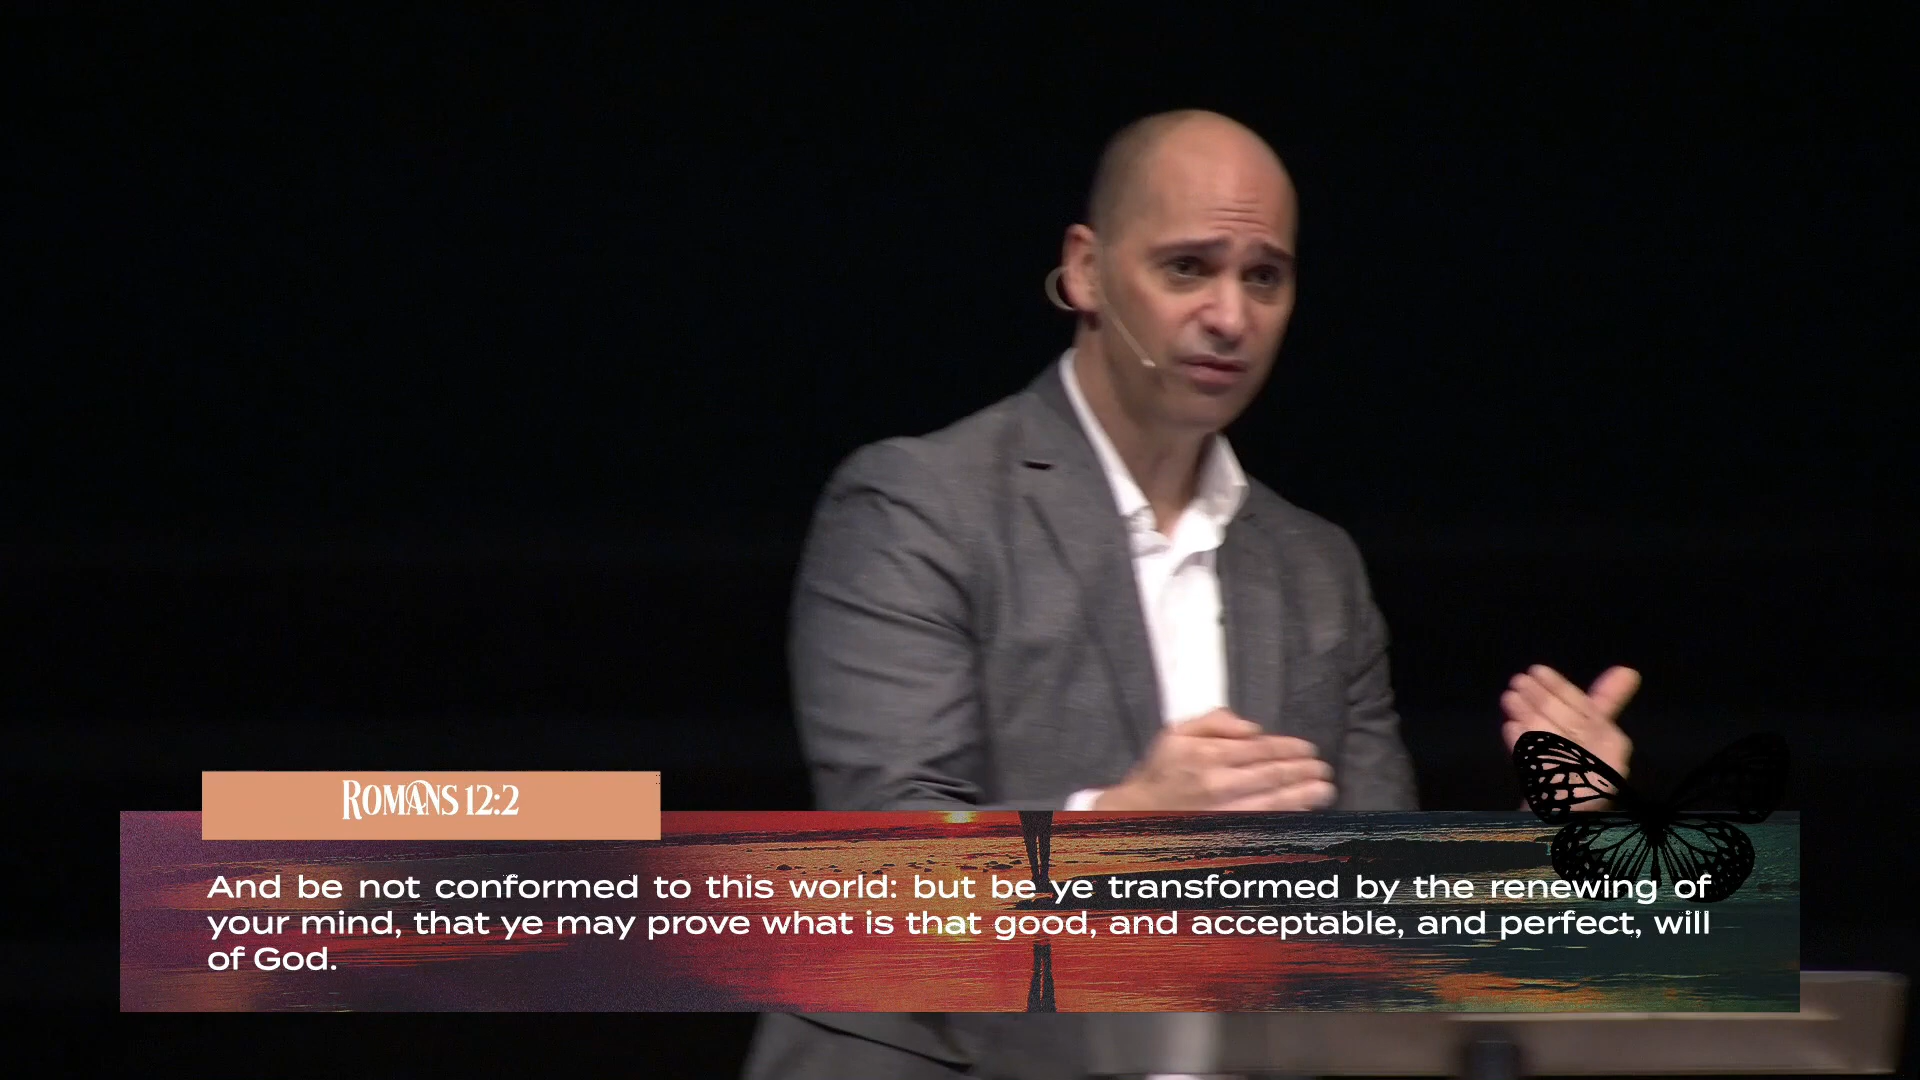 ROMANS 12:2
And be not conformed to this world: but be ye transformed by the renewing of
your mind, that ye may prove what is that good, and acceptable, and perfect, will
of God.